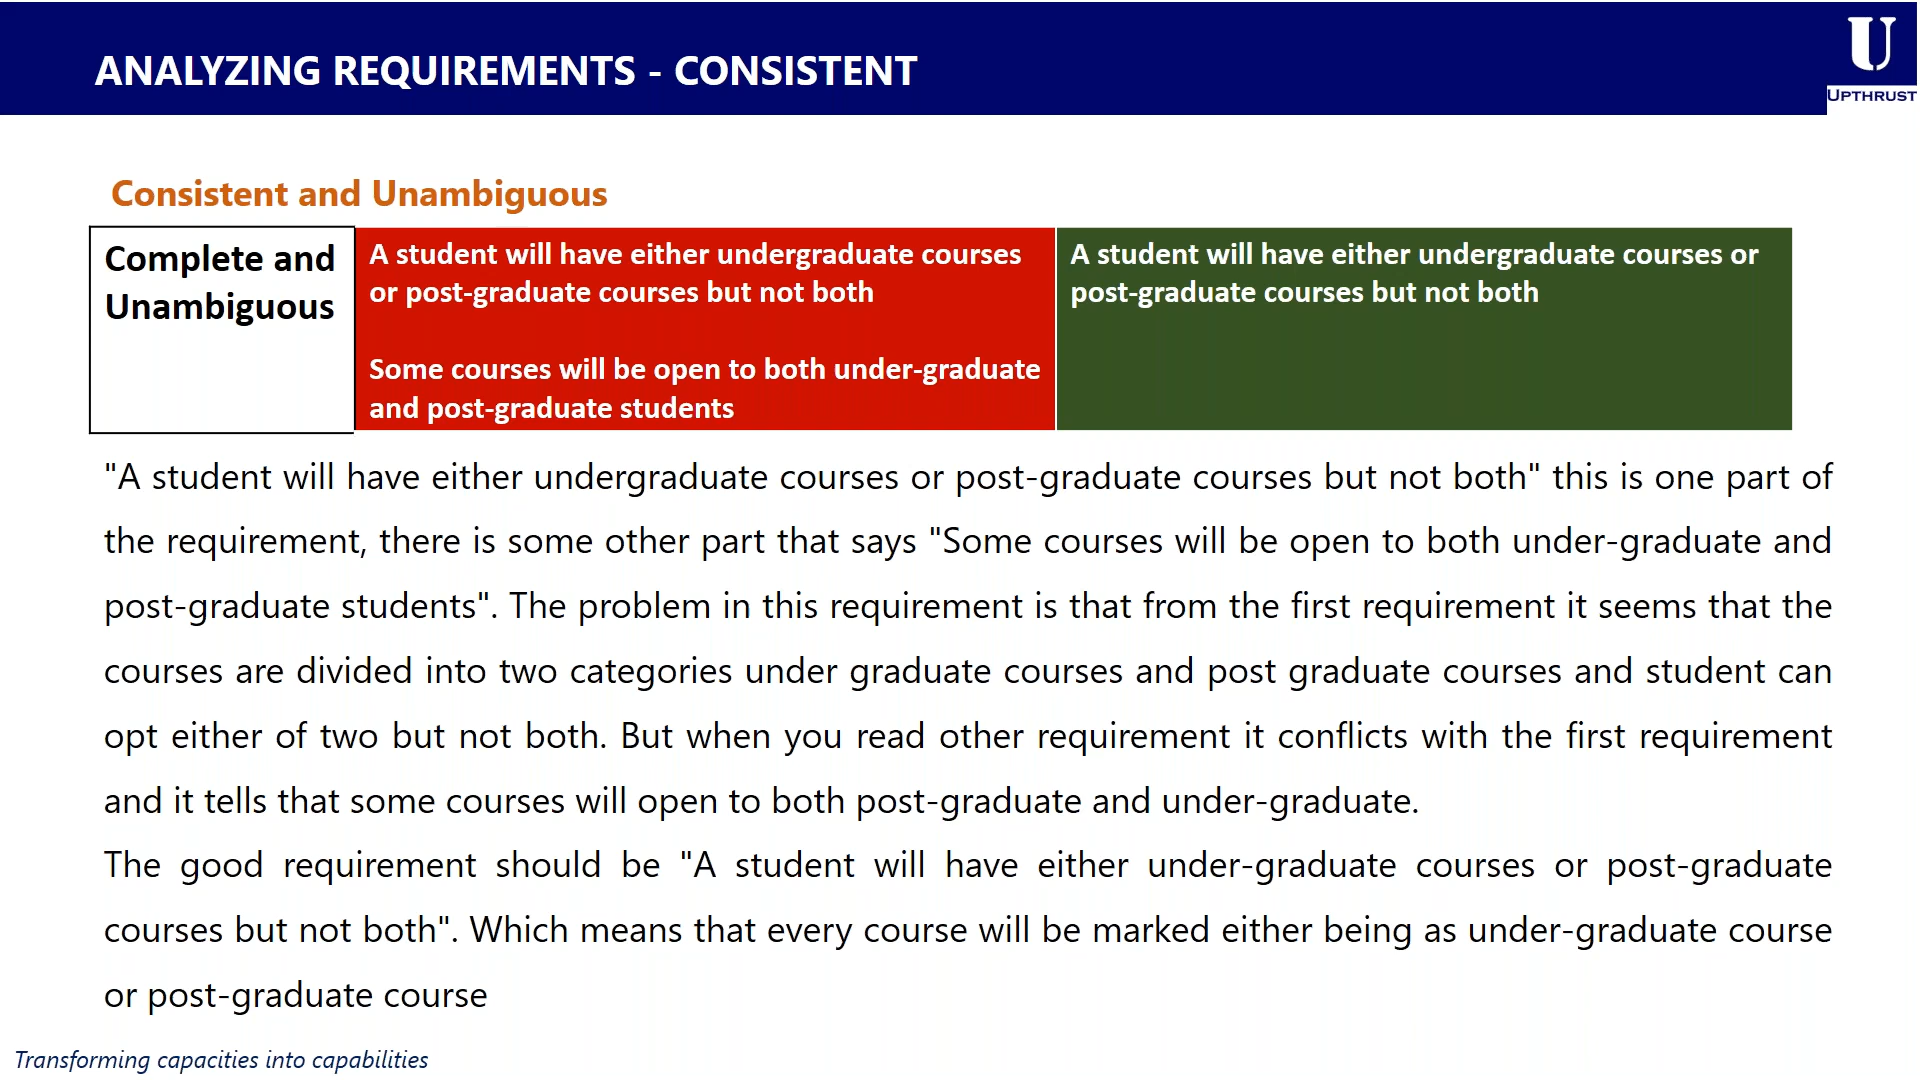 ANALYZING REQUIREMENTS - CONSISTENT
U
UPTHRUST
Consistent and Unambiguous
Complete and
Unambiguous
A student will have either undergraduate courses
or post-graduate courses but not both
Some courses will be open to both under-graduate
and post-graduate students
A student will have either undergraduate courses or
post-graduate courses but not both
"A student will have either undergraduate courses or post-graduate courses but not both" this is one part of
the requirement, there is some other part that says "Some courses will be open to both under-graduate and
post-graduate students". The problem in this requirement is that from the first requirement it seems that the
courses are divided into two categories under graduate courses and post graduate courses and student can
opt either of two but not both. But when you read other requirement it conflicts with the first requirement
and it tells that some courses will open to both post-graduate and under-graduate.
The good requirement should be "A student will have either under-graduate courses or post-graduate
courses but not both". Which means that every course will be marked either being as under-graduate course
or post-graduate course
Transforming capacities into capabilities